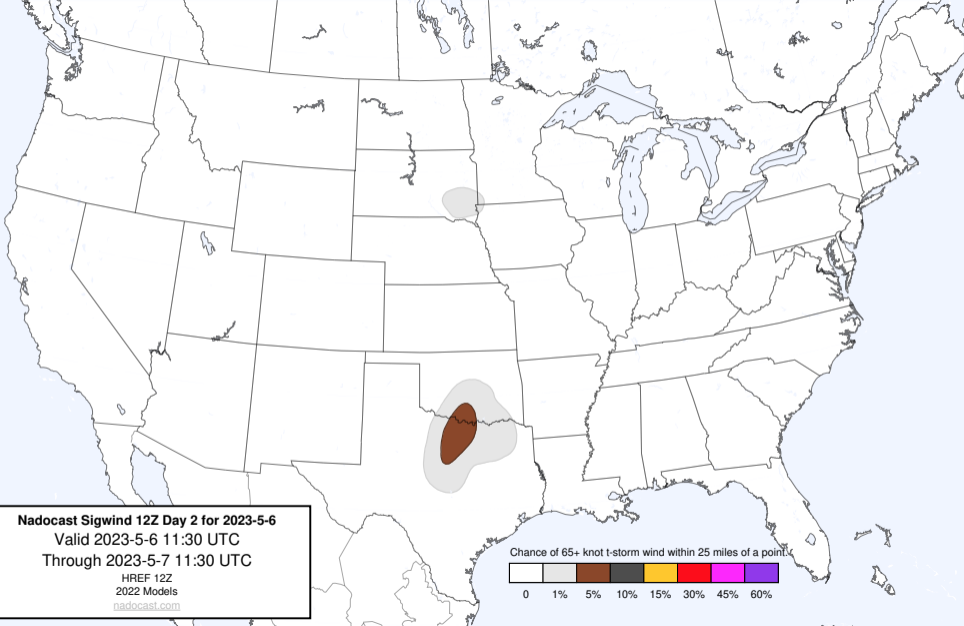 Nadocast Sigwind 12Z Day 2 for 2023-5-6
Valid 2023-5-6 11:30 UTC
Through 2023-5-7 11:30 UTC
HREF 12Z
2022 Models
nadocast.com
Chance of 65+ knot t-storm wind within 25 miles of a point.
0 1% 5% 10% 15% 30% 45% 60%